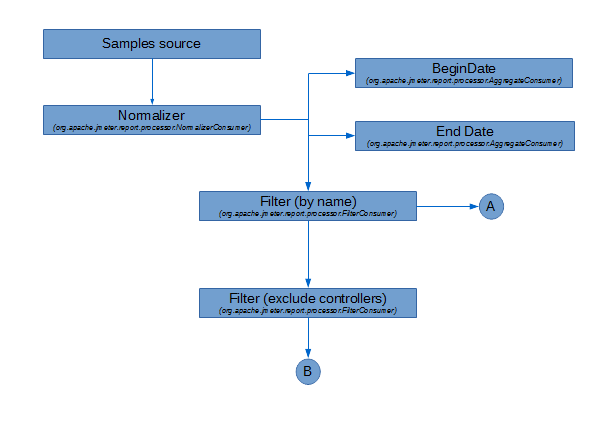 Samples source
BeginDate
(org.apache.jmeter.report.processor.AggregateConsumer)
Normalizer
(org.apache.jmeter.report.processor.NormalizerConsumer)
End Date
(org.apache.jmeter.report.processor.AggregateConsumer)
Filter (by name)
(org.apache.jmeter.report.processor.FilterConsumer)
A
Filter (exclude controllers)
(org.apache.jmeter.report.processor.FilterConsumer)
B